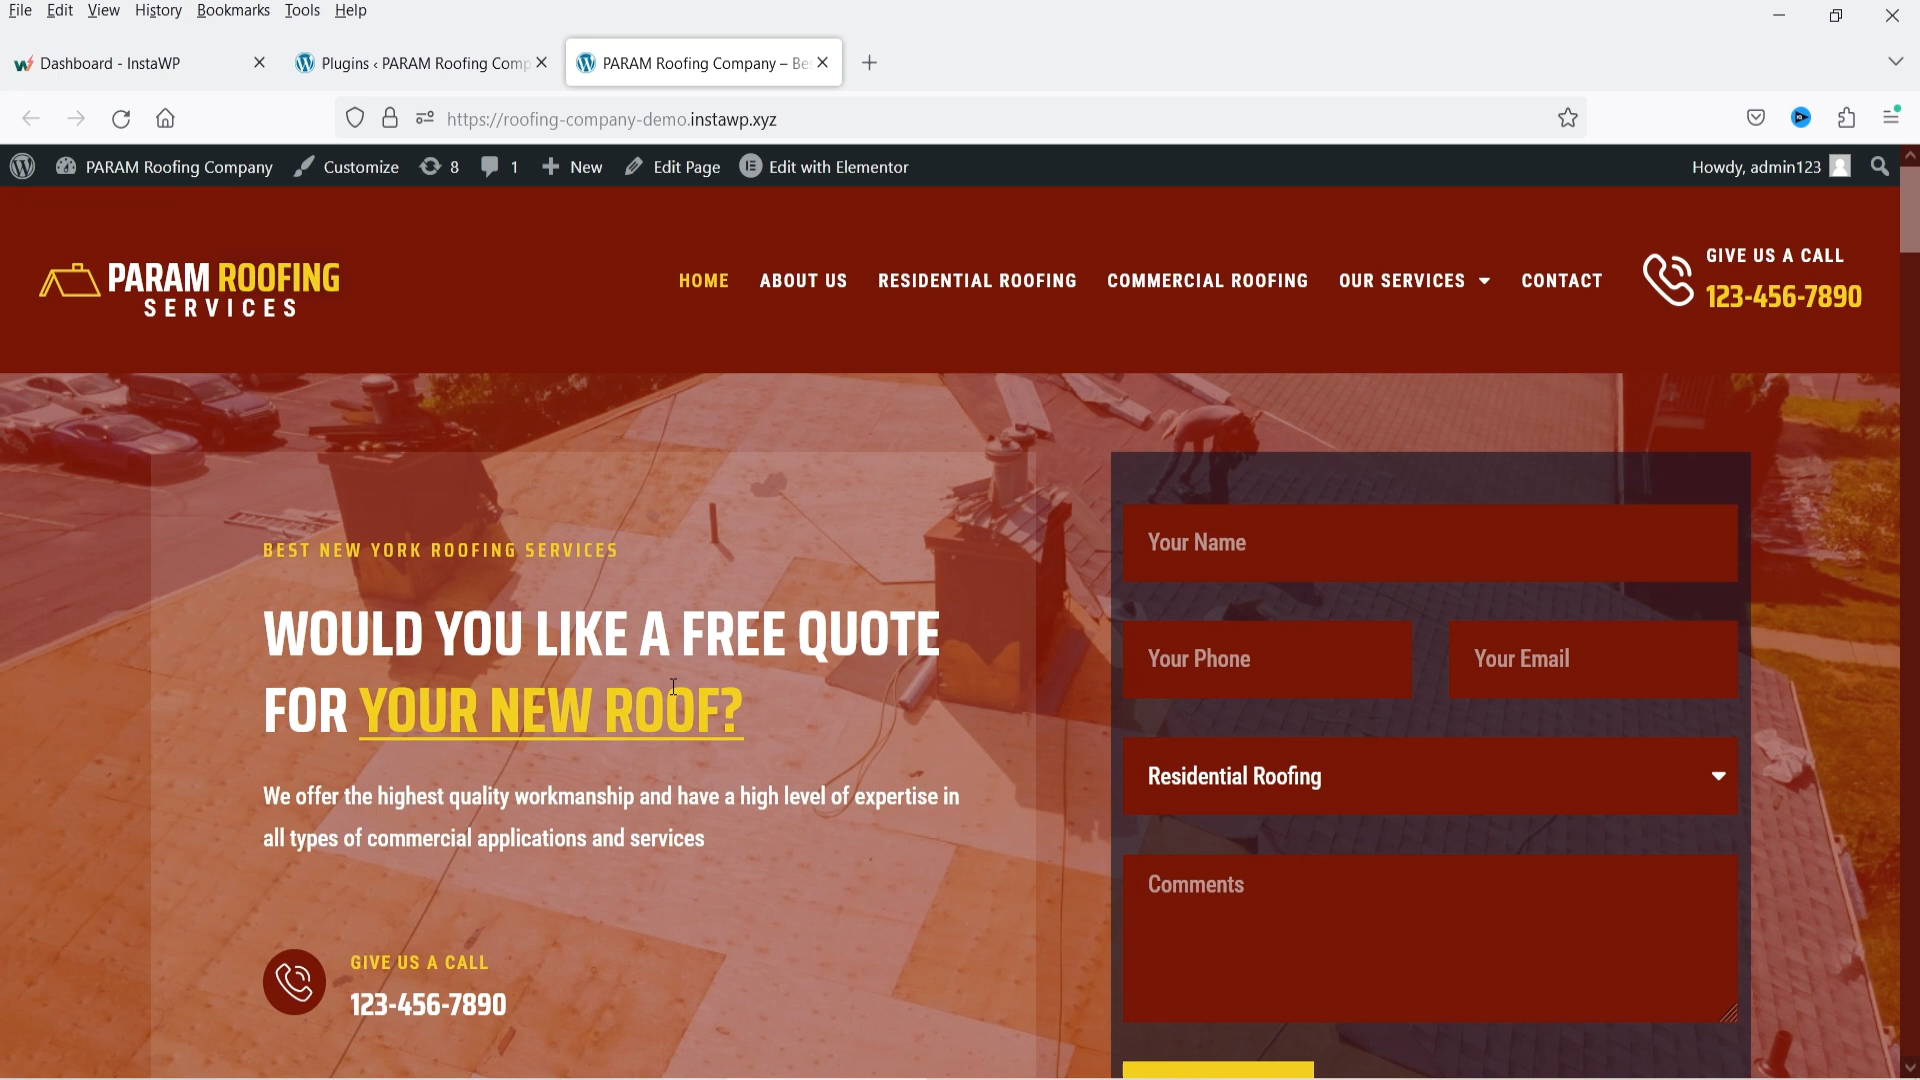 File Edit View History Bookmarks Tools Help
Dashboard - InstaWP
Plugins ‹ PARAM Roofing Comp
PARAM Roofing Company – Be
https://roofing-company-demo.instawp.xyz
PARAM Roofing Company Customize 8 1 New Edit Page Edit with Elementor Howdy, admin123
PARAM ROOFING
SERVICES
HOME ABOUT US RESIDENTIAL ROOFING COMMERCIAL ROOFING OUR SERVICES CONTACT
GIVE US A CALL
123-456-7890
BEST NEW YORK ROOFING SERVICES
WOULD YOU LIKE A FREE QUOTE
FOR YOUR NEW ROOF?
We offer the highest quality workmanship and have a high level of expertise in
all types of commercial applications and services
GIVE US A CALL
123-456-7890
Your Name
Your Phone
Your Email
Residential Roofing
Comments